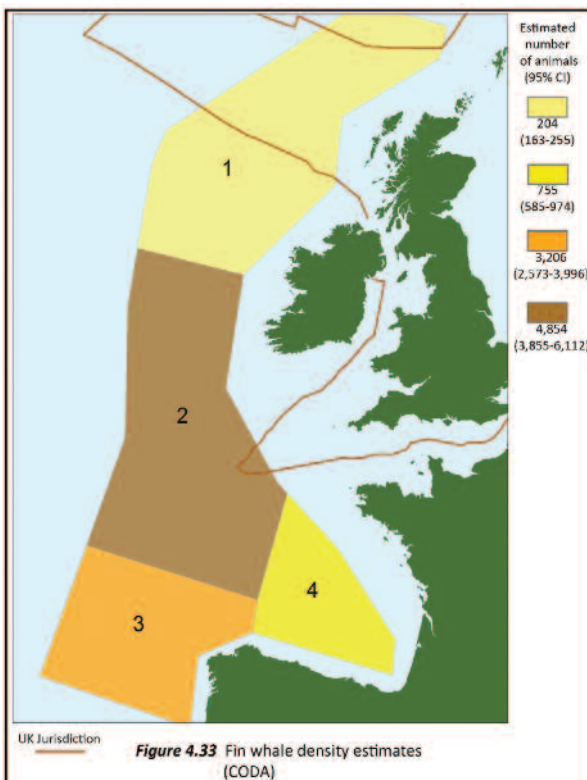 Estimated
number
of animals
(95% CI)
204
(163-255)
755
(585-974)
3,206
(2,573-3,996)
4,854
(3,855-6,112)
1
2
3
4
UK Jurisdiction
Figure 4.33 Fin whale density estimates
(CODA)